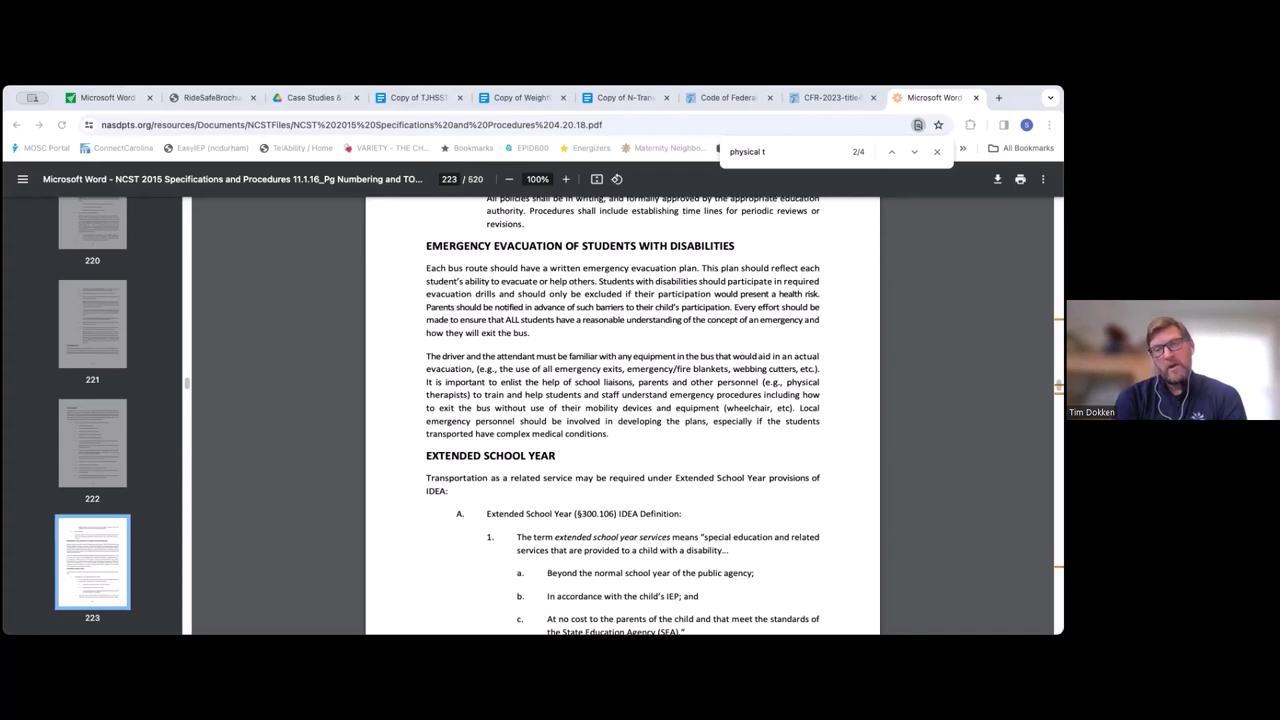 Microsoft Word
RideSafeBrochu
Case Studies &
Copy of TJHSST
Copy of Weight
Copy of N-Tran
Code of Federa
CFR-2023-title
Microsoft Word
nasdpts.org/resources/Documents/NCSTFiles/NCST%202015%20Specifications%20and%20Procedures%204.20.18.pdf
S
MOSC Portal
ConnectCarolina
EasyIEP (ncdurham)
TelAbility / Home
VARIETY – THE CH...
Bookmarks
EPID600
Energizers
Maternity Neighbo...
All Bookmarks
physical t
2/4
Microsoft Word - NCST 2015 Specifications and Procedures 11.1.16_Pg Numbering and TO...
223 / 520
100%
220
221
222
223
All policies shall be in writing, and formally approved by the appropriate education
authority. Procedures shall include establishing time lines for periodic reviews or
revisions.
EMERGENCY EVACUATION OF STUDENTS WITH DISABILITIES
Each bus route should have a written emergency evacuation plan. This plan should reflect each
student's ability to evacuate or help others. Students with disabilities should participate in required
evacuation drills and should only be excluded if their participation would present a health risk.
Parents should be notified in advance of such barriers to their child's participation. Every effort should be
made to ensure that ALL students have a reasonable understanding of the concept of an emergency and
how they will exit the bus.
The driver and the attendant must be familiar with any equipment in the bus that would aid in an actual
evacuation, (e.g., the use of all emergency exits, emergency/fire blankets, webbing cutters, etc.).
It is important to enlist the help of school liaisons, parents and other personnel (e.g., physical
therapists) to train and help students and staff understand emergency procedures including how
to exit the bus without use of their mobility devices and equipment (wheelchair, etc). Local
emergency personnel should be involved in developing the plans, especially if the students
transported have complex medical conditions.
EXTENDED SCHOOL YEAR
Transportation as a related service may be required under Extended School Year provisions of
IDEA:
A. Extended School Year (§300.106) IDEA Definition:
1. The term extended school year services means "special education and related
services that are provided to a child with a disability...
a. Beyond the normal school year of the public agency;
b. In accordance with the child's IEP; and
c. At no cost to the parents of the child and that meet the standards of
the State Education Agency (SEA)."
Tim Dokken